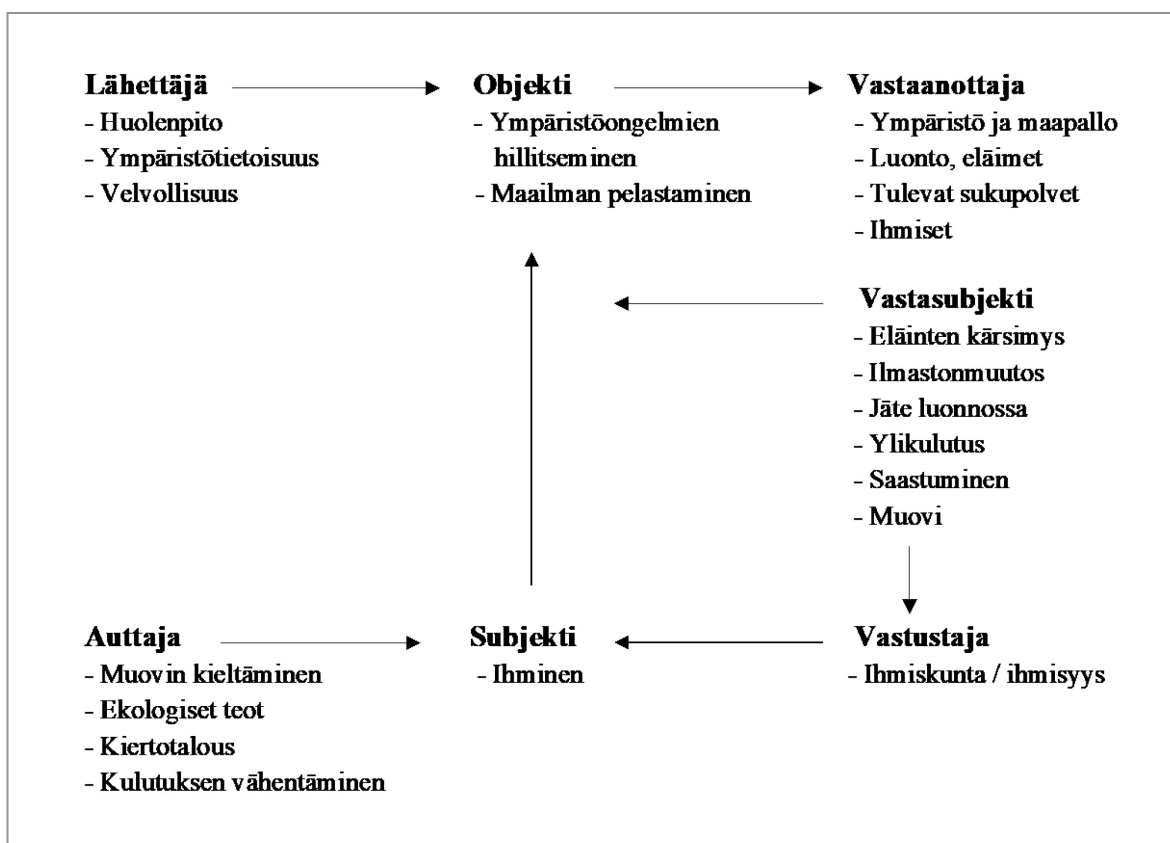 Lähettäjä
- Huolenpito
- Ympäristötietoisuus
- Velvollisuus
Objekti
- Ympäristöongelmien
hillitseminen
- Maailman pelastaminen
Vastaanottaja
- Ympäristö ja maapallo
- Luonto, eläimet
- Tulevat sukupolvet
- Ihmiset
Vastasubjekti
- Eläinten kärsimys
- Ilmastonmuutos
- Jäte luonnossa
- Ylikulutus
- Saastuminen
- Muovi
Auttaja
- Muovin kieltäminen
- Ekologiset teot
- Kiertotalous
- Kulutuksen vähentäminen
Subjekti
- Ihminen
Vastustaja
- Ihmiskunta / ihmisyys